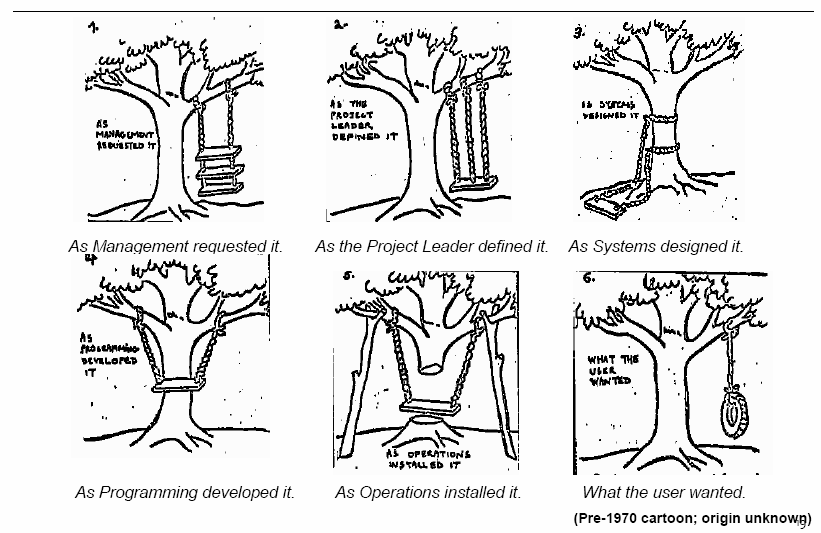 1.
AS
MANAGEMENT
REQUESTED IT
As Management requested it.
2.
AS THE
PROJECT
LEADER
DEFINED IT
As the Project Leader defined it.
3.
AS SYSTEMS
DESIGNED IT
As Systems designed it.
4.
AS
PROGRAMMING
DEVELOPED
IT
As Programming developed it.
5.
AS OPERATIONS
INSTALLED IT
As Operations installed it.
6.
WHAT THE
USER
WANTED
What the user wanted.
(Pre-1970 cartoon; origin unknown)